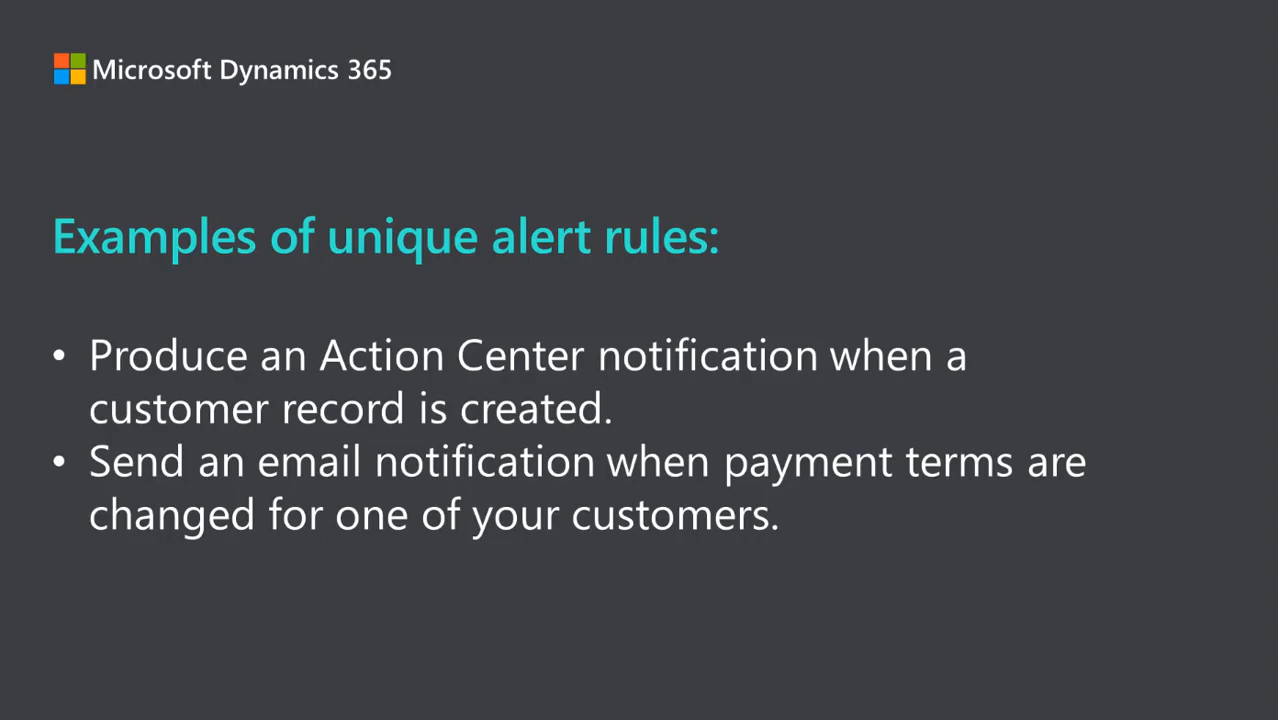 Microsoft Dynamics 365
Examples of unique alert rules:
• Produce an Action Center notification when a
customer record is created.
• Send an email notification when payment terms are
changed for one of your customers.